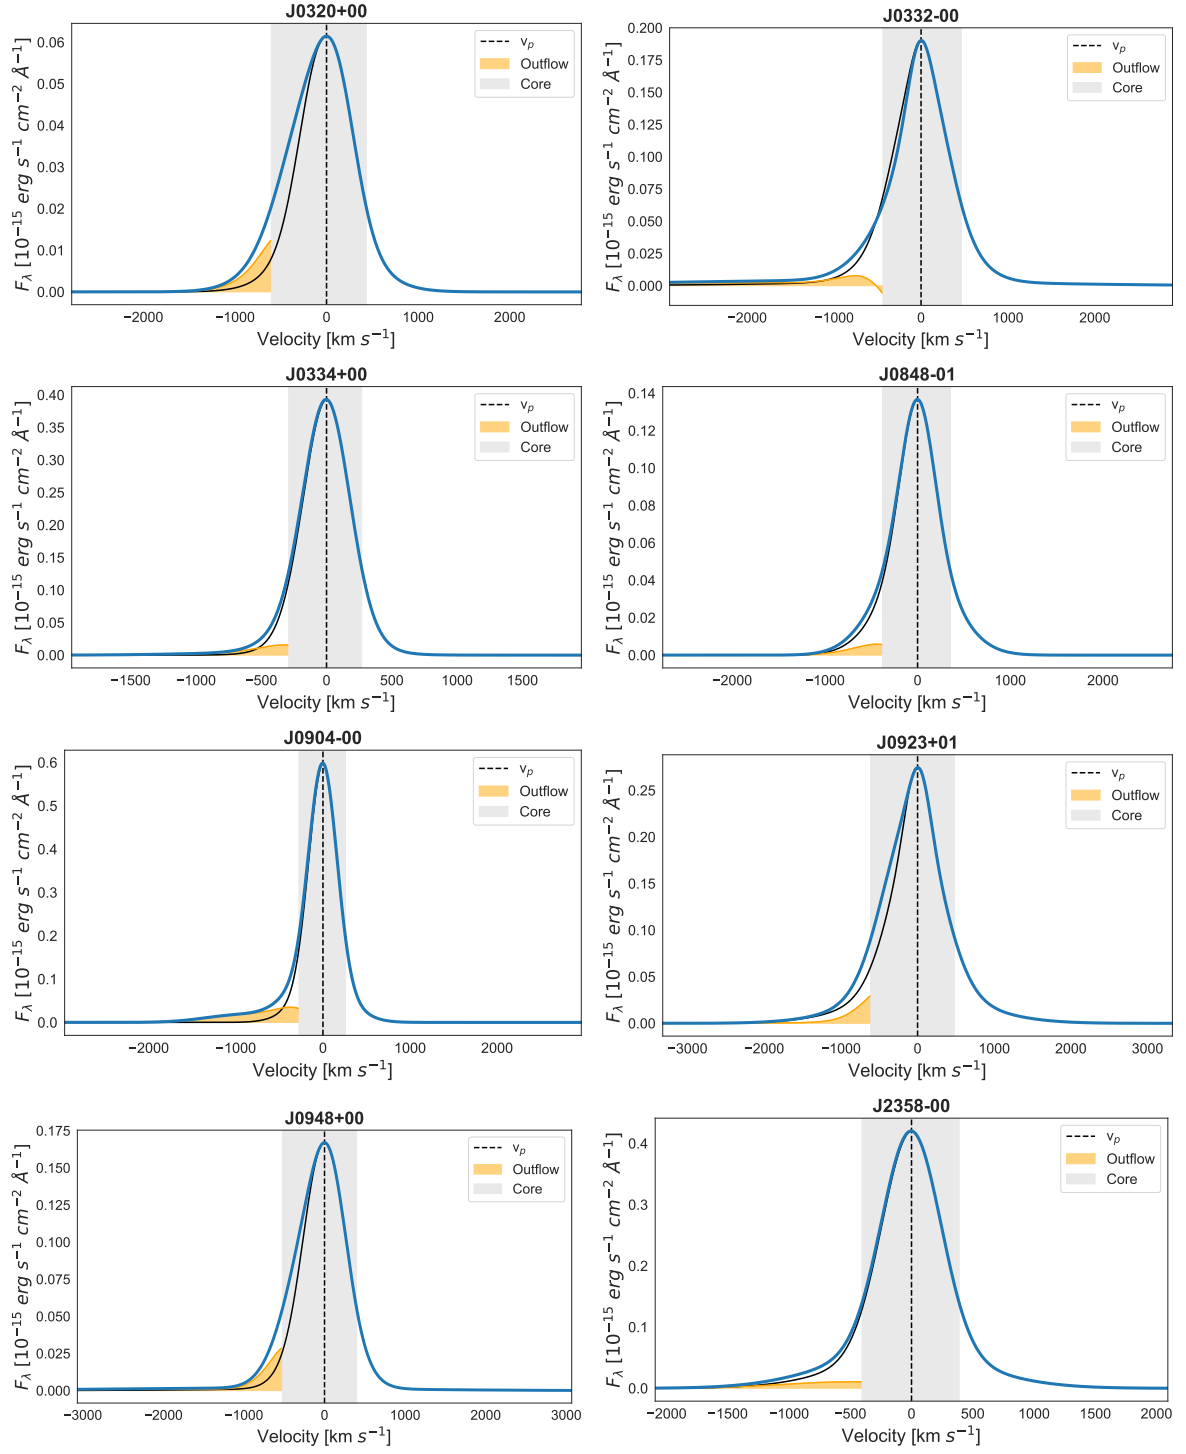 J0320+00
F_λ [10⁻¹⁵ erg s⁻¹ cm⁻² Å⁻¹]
0.06
0.05
0.04
0.03
0.02
0.01
0.00
v_p
Outflow
Core
−2000 −1000 0 1000 2000
Velocity [km s⁻¹]
J0332-00
F_λ [10⁻¹⁵ erg s⁻¹ cm⁻² Å⁻¹]
0.200
0.175
0.150
0.125
0.100
0.075
0.050
0.025
0.000
v_p
Outflow
Core
−2000 −1000 0 1000 2000
Velocity [km s⁻¹]
J0334+00
F_λ [10⁻¹⁵ erg s⁻¹ cm⁻² Å⁻¹]
0.40
0.35
0.30
0.25
0.20
0.15
0.10
0.05
0.00
v_p
Outflow
Core
−1500 −1000 −500 0 500 1000 1500
Velocity [km s⁻¹]
J0848-01
F_λ [10⁻¹⁵ erg s⁻¹ cm⁻² Å⁻¹]
0.14
0.12
0.10
0.08
0.06
0.04
0.02
0.00
v_p
Outflow
Core
−2000 −1000 0 1000 2000
Velocity [km s⁻¹]
J0904-00
F_λ [10⁻¹⁵ erg s⁻¹ cm⁻² Å⁻¹]
0.6
0.5
0.4
0.3
0.2
0.1
0.0
v_p
Outflow
Core
−2000 −1000 0 1000 2000
Velocity [km s⁻¹]
J0923+01
F_λ [10⁻¹⁵ erg s⁻¹ cm⁻² Å⁻¹]
0.25
0.20
0.15
0.10
0.05
0.00
v_p
Outflow
Core
−3000 −2000 −1000 0 1000 2000 3000
Velocity [km s⁻¹]
J0948+00
F_λ [10⁻¹⁵ erg s⁻¹ cm⁻² Å⁻¹]
0.175
0.150
0.125
0.100
0.075
0.050
0.025
0.000
v_p
Outflow
Core
−3000 −2000 −1000 0 1000 2000 3000
Velocity [km s⁻¹]
J2358-00
F_λ [10⁻¹⁵ erg s⁻¹ cm⁻² Å⁻¹]
0.4
0.3
0.2
0.1
0.0
v_p
Outflow
Core
−2000 −1500 −1000 −500 0 500 1000 1500 2000
Velocity [km s⁻¹]